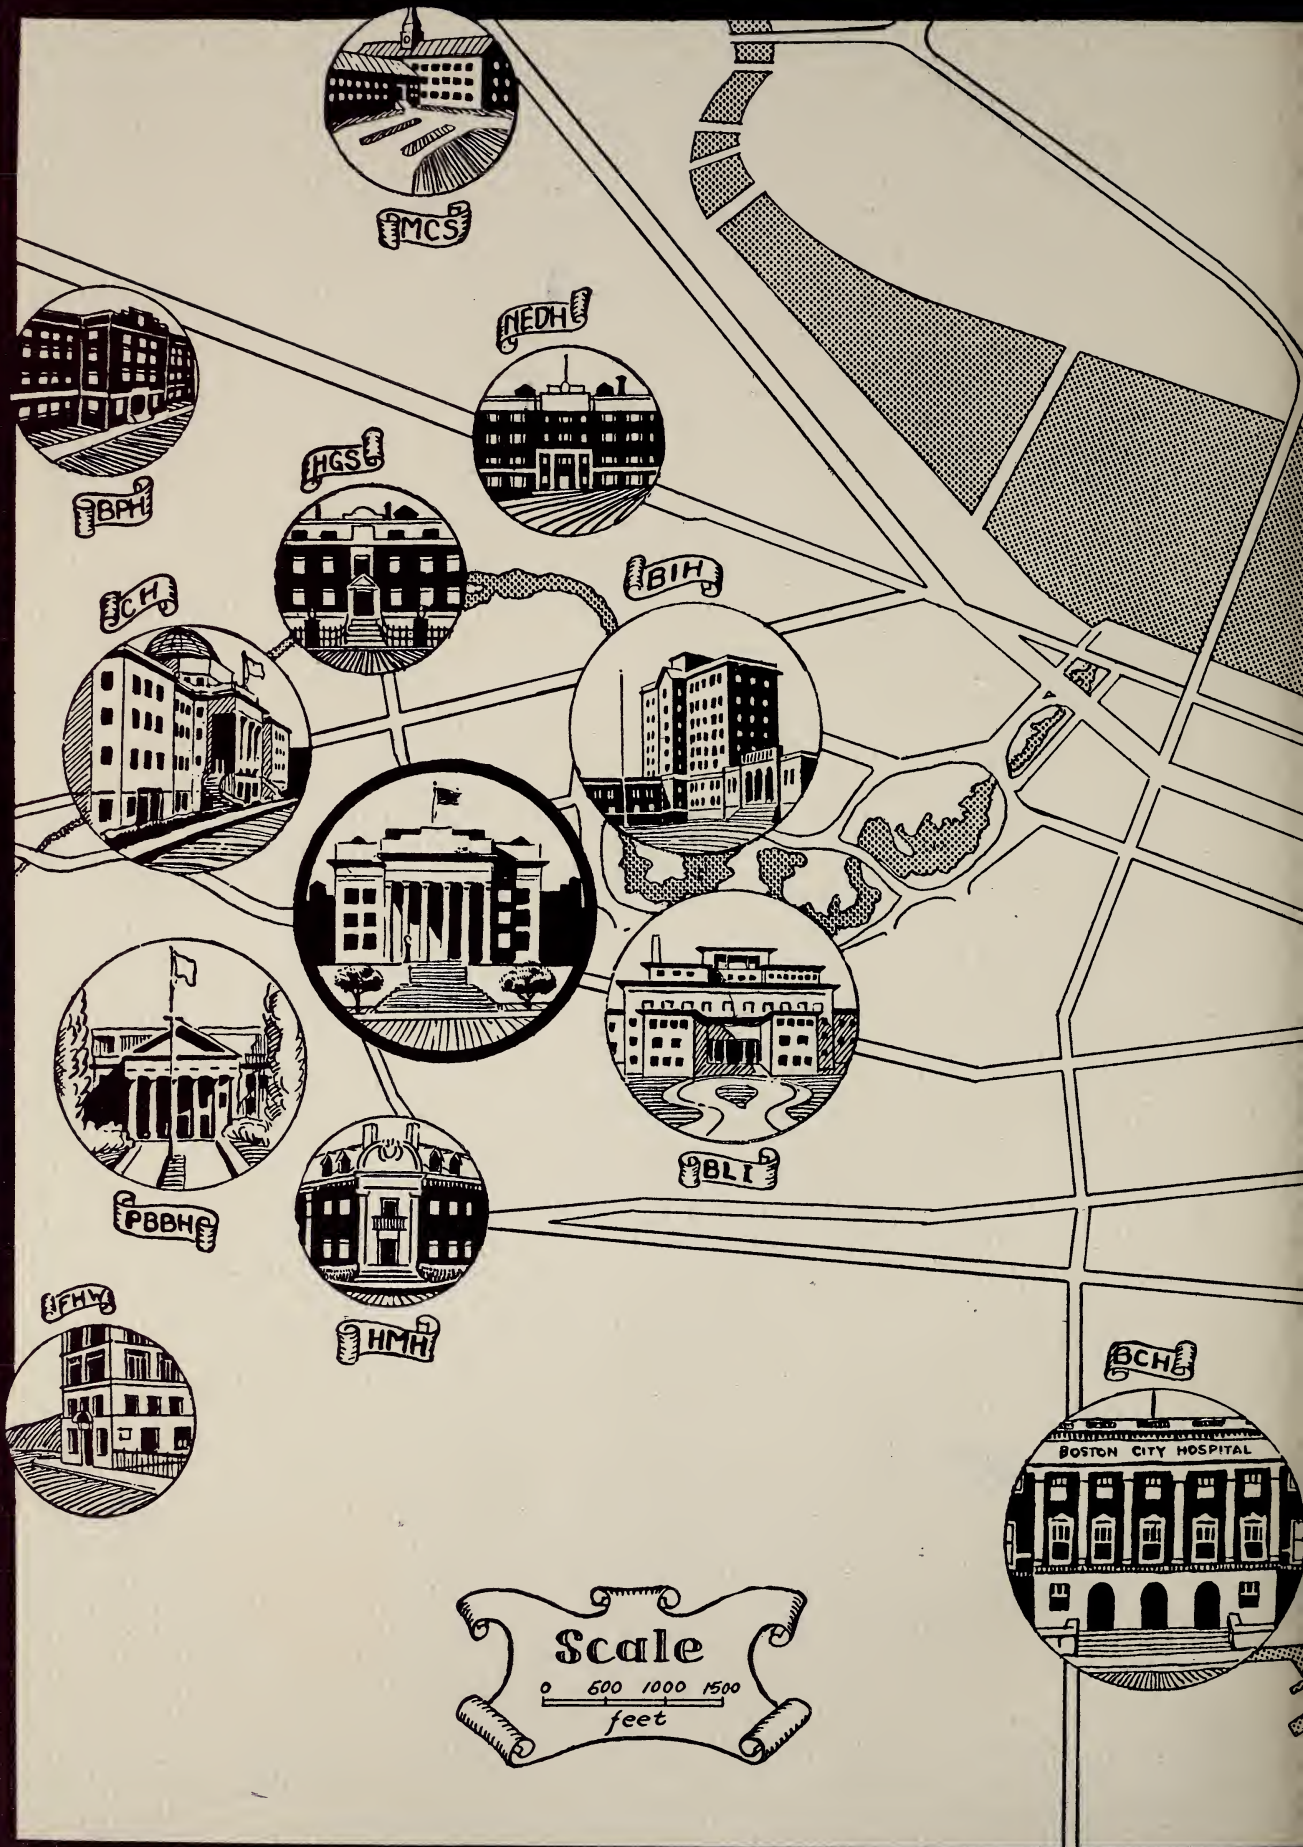 MCS
NEDH
BPH
HGS
CH
BIH
PBBH
BLI
FHW
HMH
BCH
BOSTON CITY HOSPITAL
Scale
0 600 1000 1500
feet